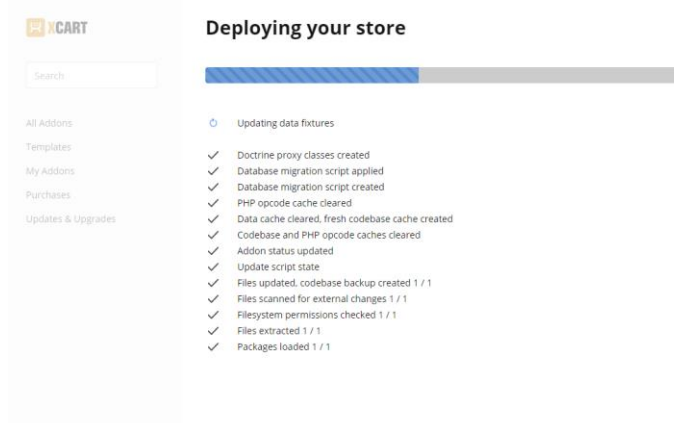 XCART
Deploying your store
Search
All Addons
Templates
My Addons
Purchases
Updates & Upgrades
Updating data fixtures
Doctrine proxy classes created
Database migration script applied
Database migration script created
PHP opcode cache cleared
Data cache cleared, fresh codebase cache created
Codebase and PHP opcode caches cleared
Addon status updated
Update script state
Files updated, codebase backup created 1 / 1
Files scanned for external changes 1 / 1
Filesystem permissions checked 1 / 1
Files extracted 1 / 1
Packages loaded 1 / 1